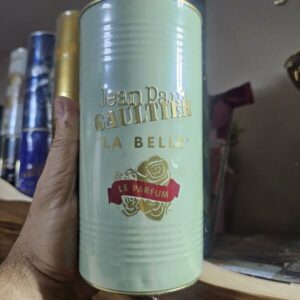 Jean Paul
GAULTIER
"LA BELLE"
LE PARFUM